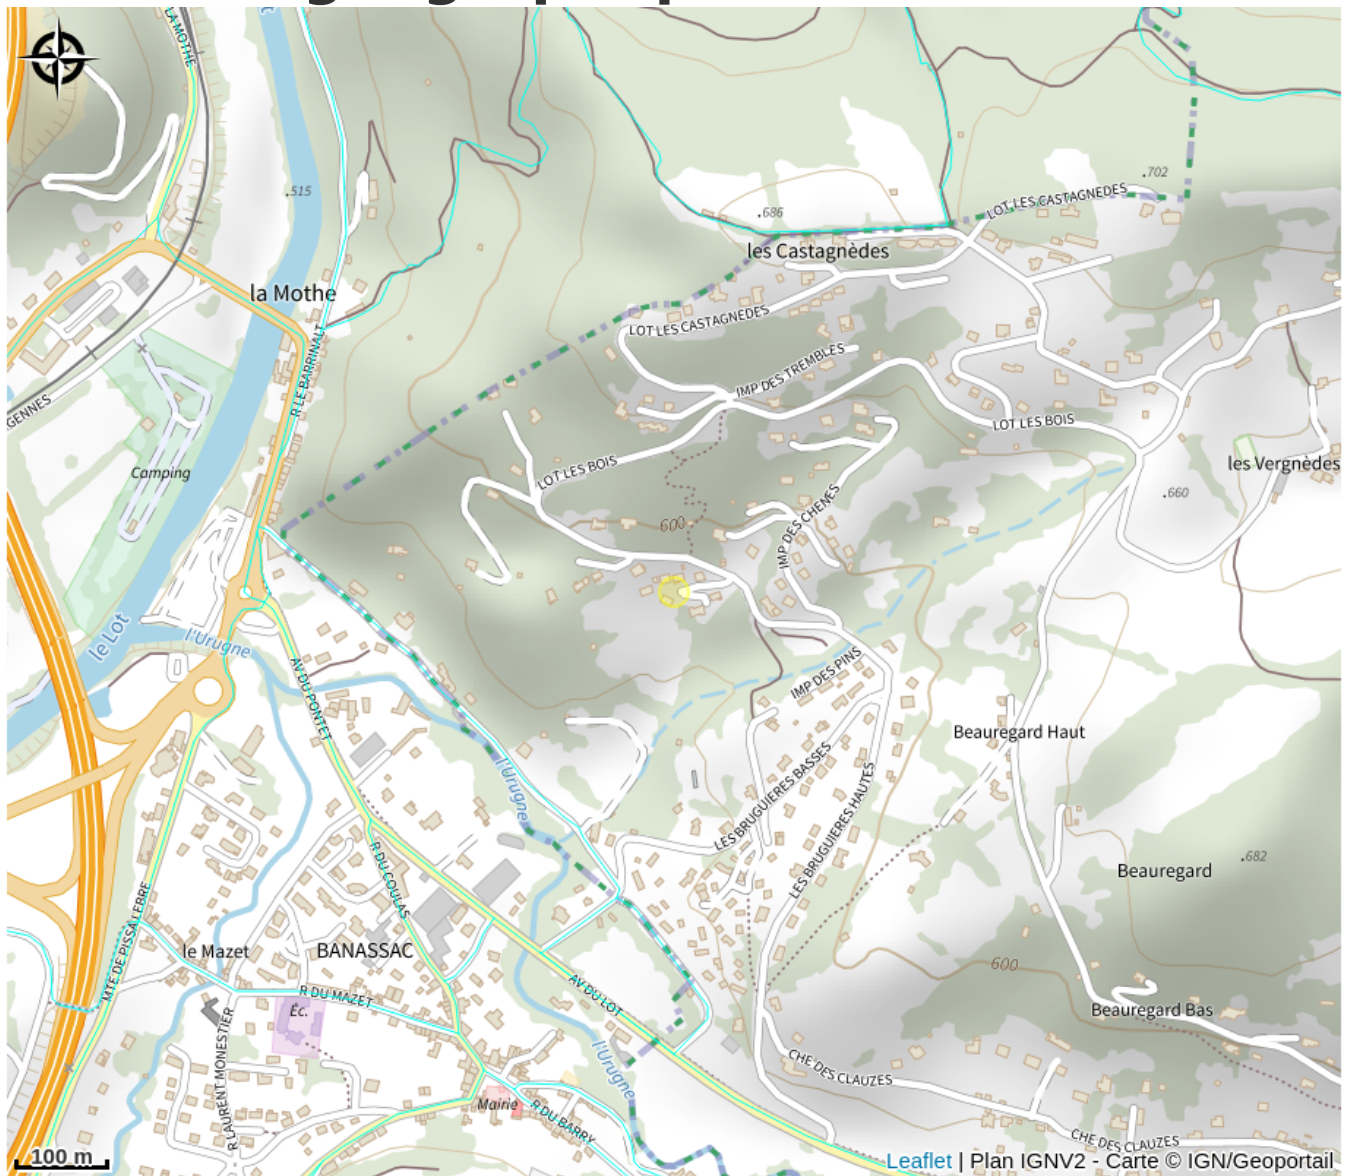 LA MOTHE
.515
.702
LOT LES CASTAGNEDES
.686
les Castagnèdes
la Mothe
LOT LES CASTAGNEDES
R LE BARRINALT
IMP DES TREMBLES
GENNES
LOT LES BOIS
Camping
LOT LES BOIS
les Vergnèdes
.660
600
IMP DES CHENES
le Lot
l'Urugne
AV DU PONTET
IMP DES PINS
Beauregard Haut
l'Urugne
LES BRUGUIERES BASSES
LES BRUGUIERES HAUTES
R DU COULAS
.682
Beauregard
MTE DE PISSALEBRE
le Mazet
BANASSAC
600
AV DU LOT
R DU MAZET
Éc.
Beauregard Bas
R LAURENT MONESTIER
l'Urugne
CHE DES CLAUZES
Mairie
R DU BARRY
CHE DES CLAUZES
100 m
Leaflet | Plan IGNV2 - Carte © IGN/Geoportail